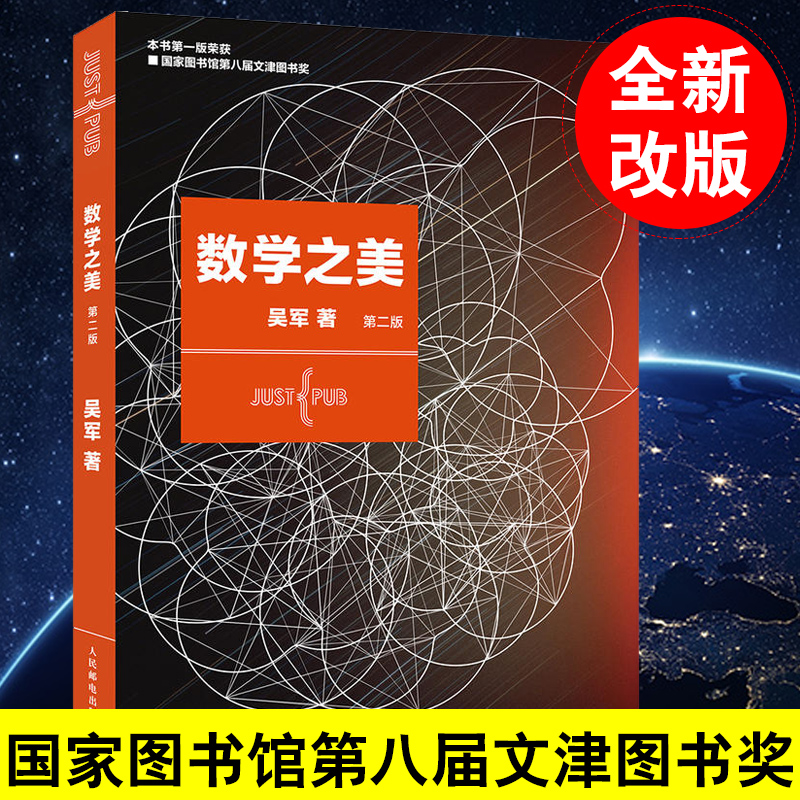 本书第一版荣获
■ 国家图书馆第八届文津图书奖
全新
改版
数学之美
吴军 著 第二版
JUST PUB
JUST PUB
数学之美 第二版
吴军 著
人民邮电出
国家图书馆第八届文津图书奖